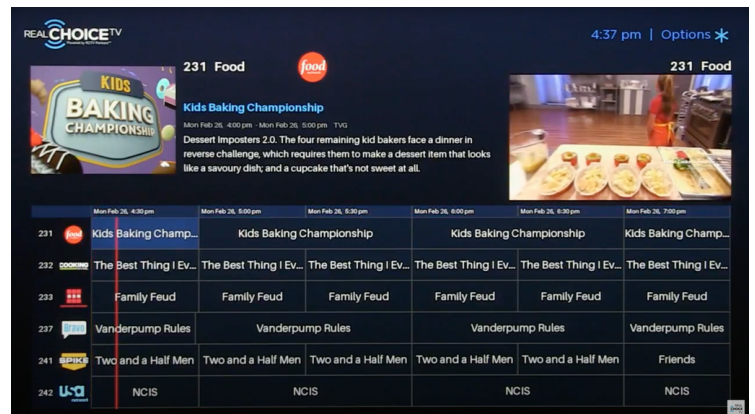 REALCHOICETV
4:37 pm | Options
231 Food
food
231 Food
KIDS
BAKING
CHAMPIONSHIP
Kids Baking Championship
Mon Feb 26, 4:00 pm - Mon Feb 26, 5:00 pm TVG
Dessert Imposters 2.0. The four remaining kid bakers face a dinner in
reverse challenge, which requires them to make a dessert item that looks
like a savoury dish; and a cupcake that's not sweet at all.
Mon Feb 26, 4:30 pm Mon Feb 26, 5:00 pm Mon Feb 26, 5:30 pm Mon Feb 26, 6:00 pm Mon Feb 26, 6:30 pm Mon Feb 26, 7:00 pm
231 food Kids Baking Champ... Kids Baking Championship Kids Baking Championship Kids Baking Champ...
232 COOKING The Best Thing I Ev... The Best Thing I Ev... The Best Thing I Ev... The Best Thing I Ev... The Best Thing I Ev... The Best Thing I Ev...
233 Family Feud Family Feud Family Feud Family Feud Family Feud Family Feud
237 Bravo Vanderpump Rules Vanderpump Rules Vanderpump Rules Vanderpump Rules
241 SPIKE Two and a Half Men Two and a Half Men Two and a Half Men Two and a Half Men Two and a Half Men Friends
242 USA network NCIS NCIS NCIS NCIS